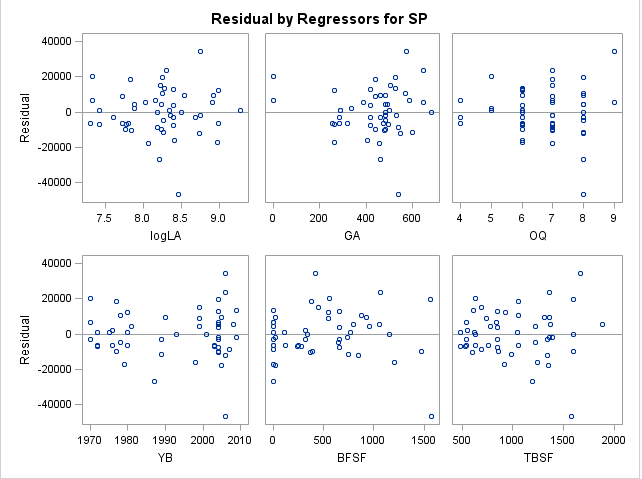 Residual by Regressors for SP
40000
20000
0
-20000
-40000
Residual
7.5 8.0 8.5 9.0
logLA
0 200 400 600
GA
4 5 6 7 8 9
OQ
40000
20000
0
-20000
-40000
Residual
1970 1980 1990 2000 2010
YB
0 500 1000 1500
BFSF
500 1000 1500 2000
TBSF